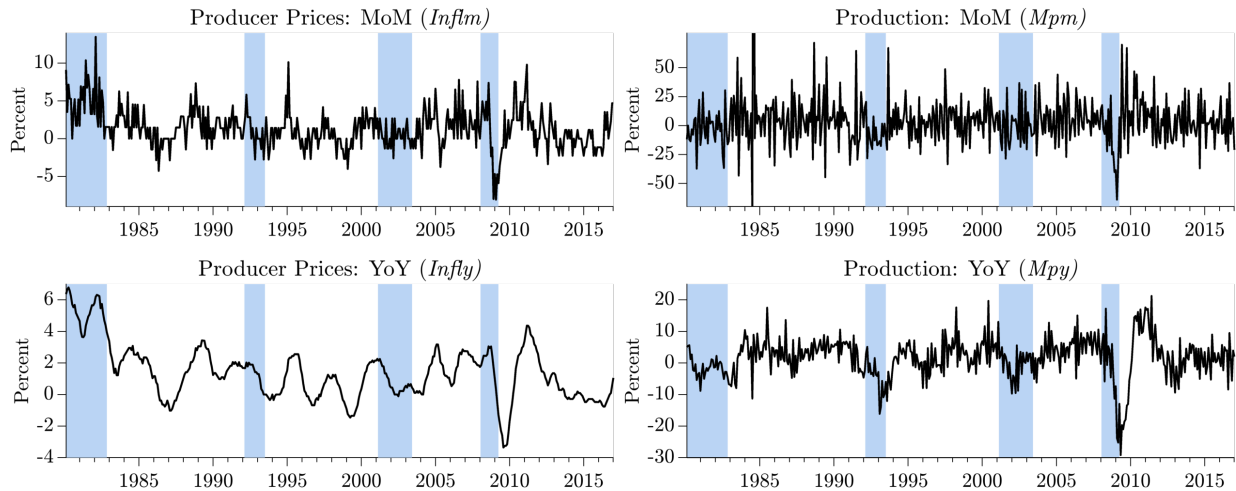 Producer Prices: MoM (Inflm)
Percent
10
5
0
-5
1985 1990 1995 2000 2005 2010 2015
Production: MoM (Mpm)
Percent
50
25
0
-25
-50
1985 1990 1995 2000 2005 2010 2015
Producer Prices: YoY (Infly)
Percent
6
4
2
0
-2
-4
1985 1990 1995 2000 2005 2010 2015
Production: YoY (Mpy)
Percent
20
10
0
-10
-20
-30
1985 1990 1995 2000 2005 2010 2015